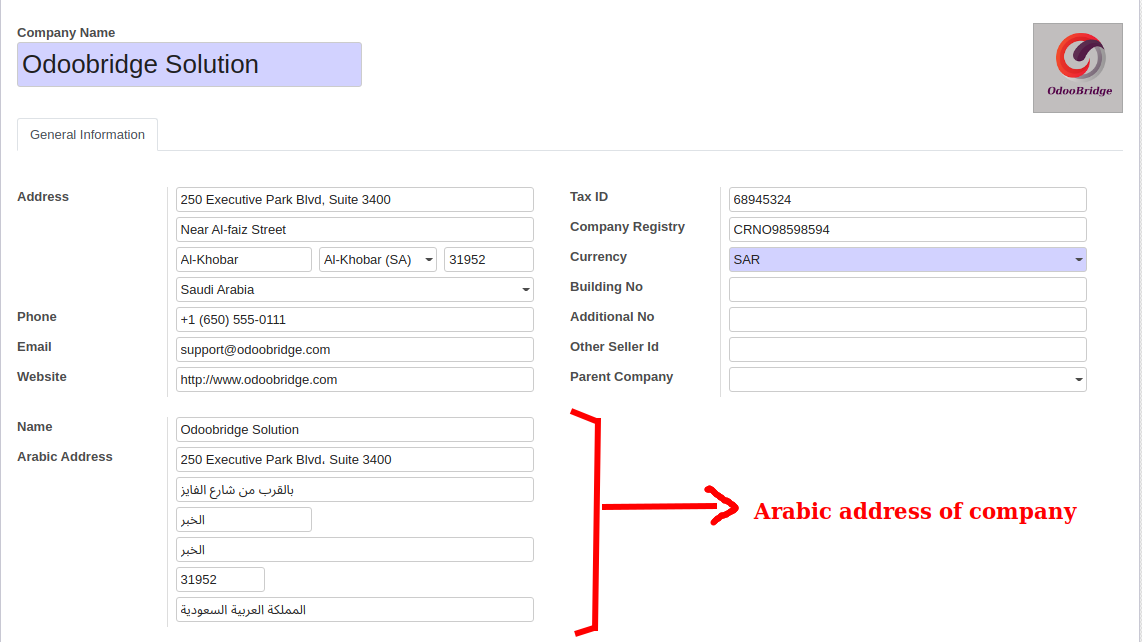 Company Name
Odoobridge Solution
OdooBridge
General Information
Address
250 Executive Park Blvd, Suite 3400
Near Al-faiz Street
Al-Khobar Al-Khobar (SA) 31952
Saudi Arabia
Phone +1 (650) 555-0111
Email support@odoobridge.com
Website http://www.odoobridge.com
Tax ID 68945324
Company Registry CRNO98598594
Currency SAR
Building No
Additional No
Other Seller Id
Parent Company
Name Odoobridge Solution
Arabic Address 250 Executive Park Blvd، Suite 3400
بالقرب من شارع الفايز
الخبر
الخبر
31952
المملكة العربية السعودية
Arabic address of company